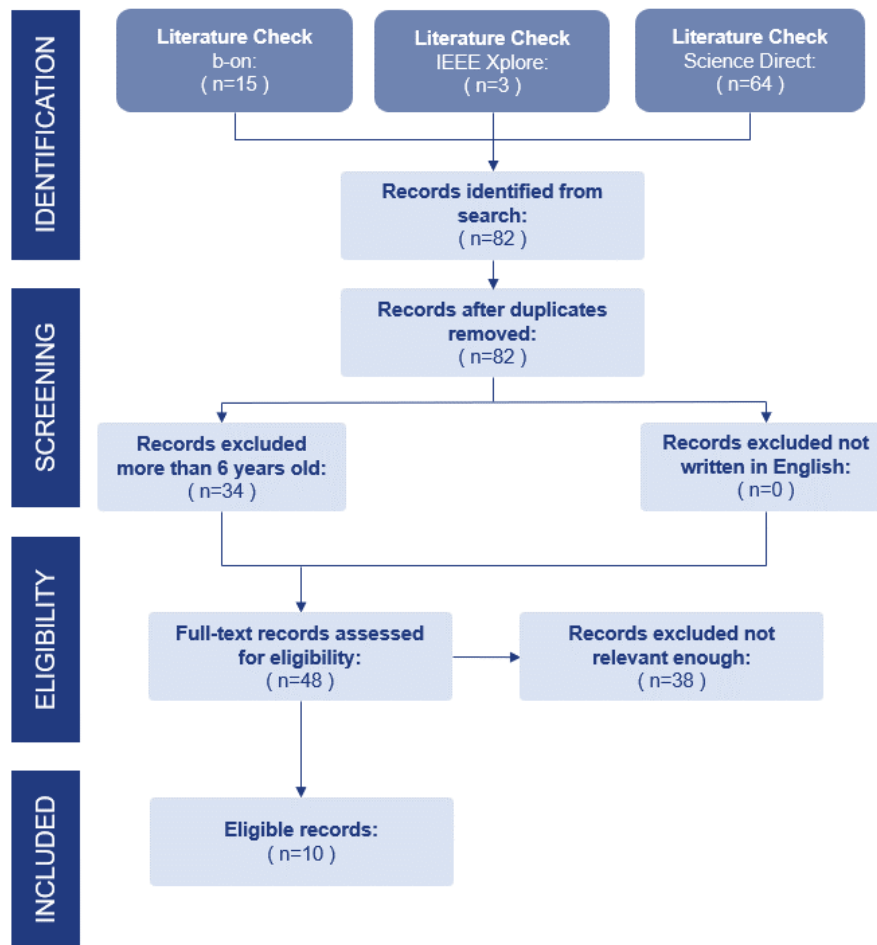 IDENTIFICATION
Literature Check
b-on:
( n=15 )
Literature Check
IEEE Xplore:
( n=3 )
Literature Check
Science Direct:
( n=64 )
Records identified from
search:
( n=82 )
SCREENING
Records after duplicates
removed:
( n=82 )
Records excluded
more than 6 years old:
( n=34 )
Records excluded not
written in English:
( n=0 )
ELIGIBILITY
Full-text records assessed
for eligibility:
( n=48 )
Records excluded not
relevant enough:
( n=38 )
INCLUDED
Eligible records:
( n=10 )